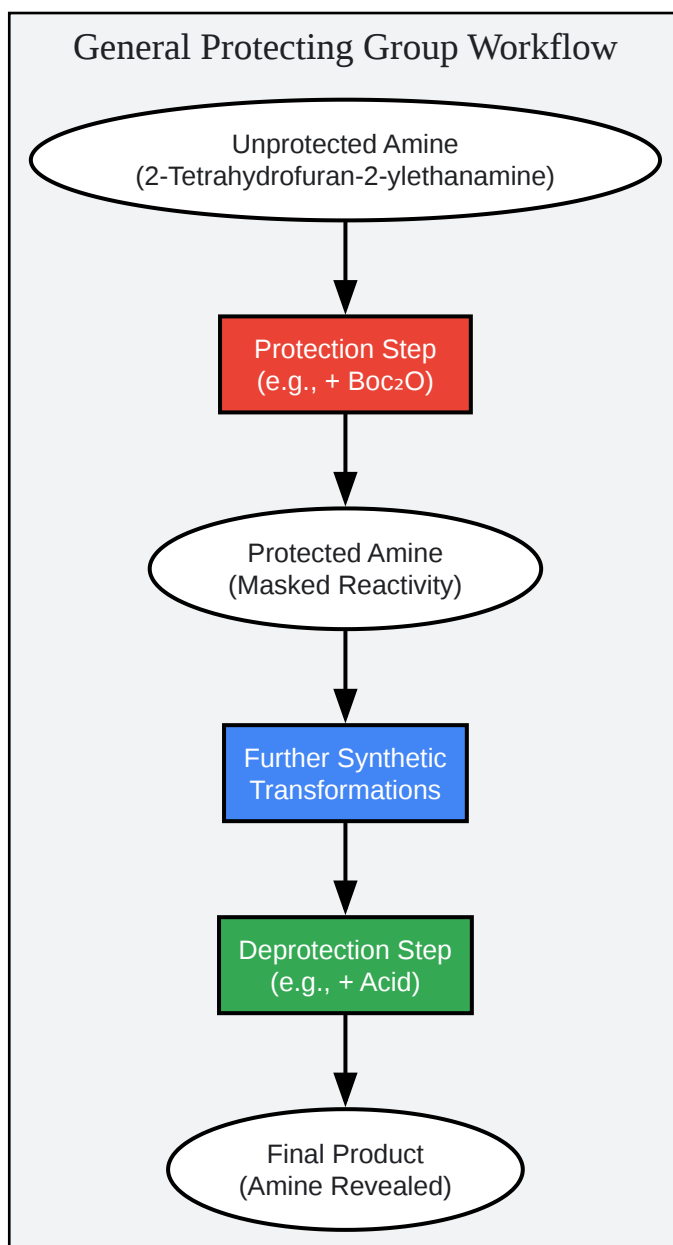 General Protecting Group Workflow
Unprotected Amine
(2-Tetrahydrofuran-2-ylethanamine)
Protection Step
(e.g., + Boc₂O)
Protected Amine
(Masked Reactivity)
Further Synthetic
Transformations
Deprotection Step
(e.g., + Acid)
Final Product
(Amine Revealed)